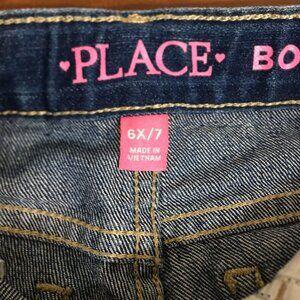 ♥PLACE♥ BO
6X/7
MADE IN
VIETNAM